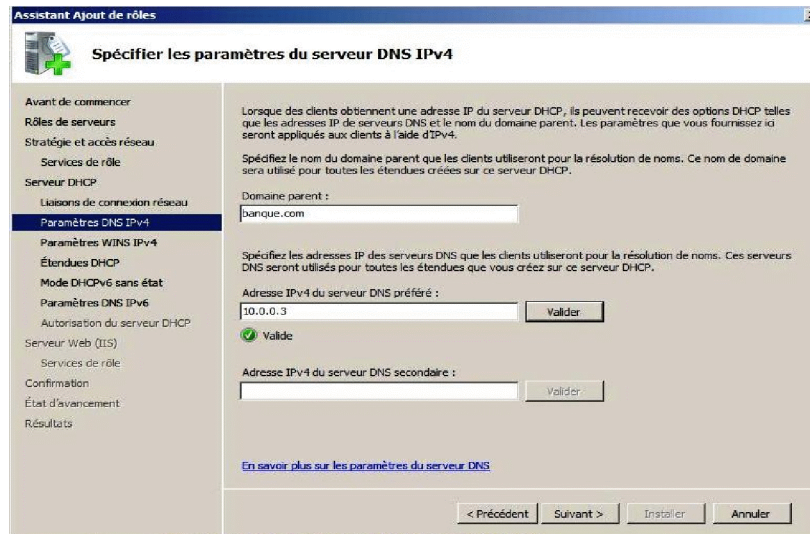 Assistant Ajout de rôles
Spécifier les paramètres du serveur DNS IPv4
Avant de commencer
Rôles de serveurs
Stratégie et accès réseau
Services de rôle
Serveur DHCP
Liaisons de connexion réseau
Paramètres DNS IPv4
Paramètres WINS IPv4
Étendues DHCP
Mode DHCPv6 sans état
Paramètres DNS IPv6
Autorisation du serveur DHCP
Serveur Web (IIS)
Services de rôle
Confirmation
État d'avancement
Résultats
Lorsque des clients obtiennent une adresse IP du serveur DHCP, ils peuvent recevoir des options DHCP telles
que les adresses IP de serveurs DNS et le nom du domaine parent. Les paramètres que vous fournissez ici
seront appliqués aux clients à l'aide d'IPv4.
Spécifiez le nom du domaine parent que les clients utiliseront pour la résolution de noms. Ce nom de domaine
sera utilisé pour toutes les étendues créées sur ce serveur DHCP.
Domaine parent :
banque.com
Spécifiez les adresses IP des serveurs DNS que les clients utiliseront pour la résolution de noms. Ces serveurs
DNS seront utilisés pour toutes les étendues que vous créez sur ce serveur DHCP.
Adresse IPv4 du serveur DNS préféré :
10.0.0.3
Valider
Valide
Adresse IPv4 du serveur DNS secondaire :
Valider
En savoir plus sur les paramètres du serveur DNS
< Précédent
Suivant >
Installer
Annuler